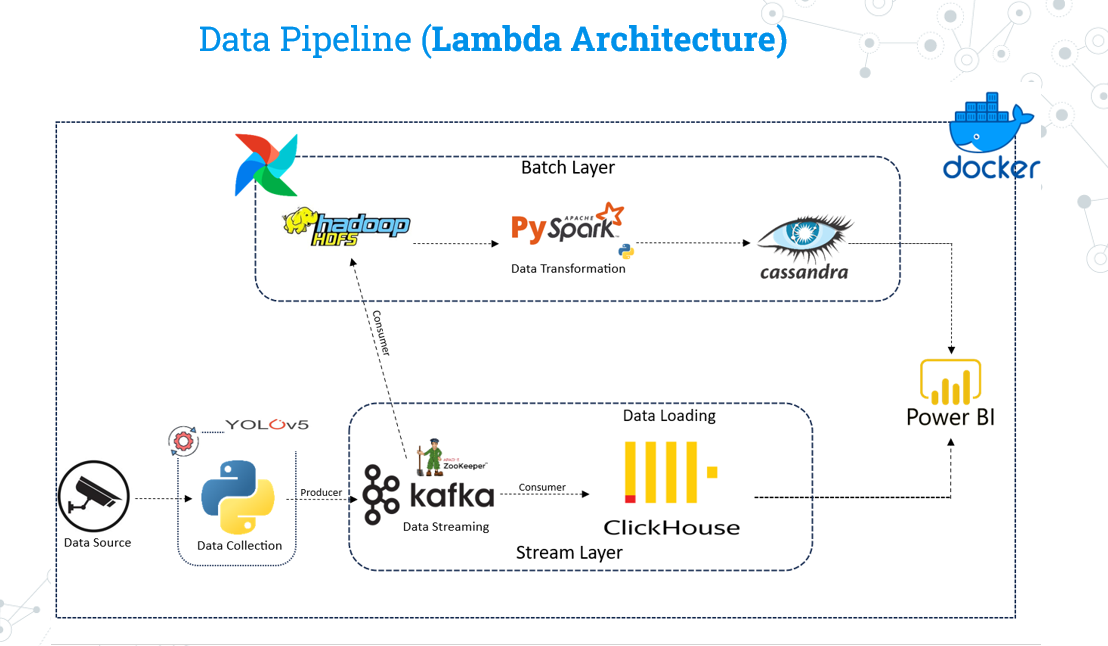 Data Pipeline (Lambda Architecture)
docker
Batch Layer
hadoop
HDFS
APACHE
PySpark
Data Transformation
cassandra
Consumer
Power BI
Data Loading
YOLOv5
ZooKeeper
kafka
Producer
Consumer
Data Streaming
ClickHouse
Stream Layer
Data Source
Data Collection